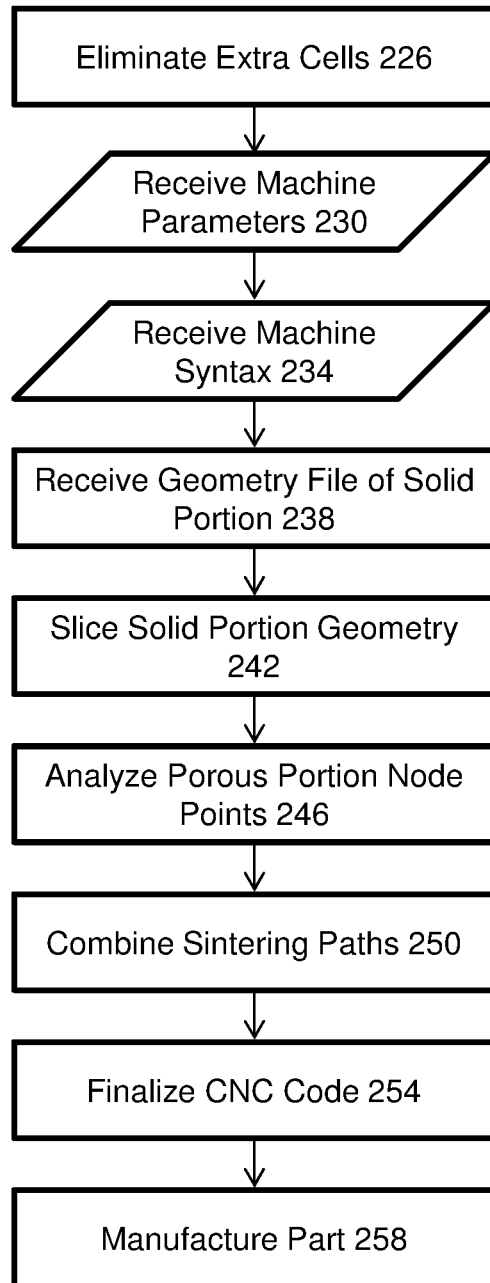 Eliminate Extra Cells 226
Receive Machine
Parameters 230
Receive Machine
Syntax 234
Receive Geometry File of Solid
Portion 238
Slice Solid Portion Geometry
242
Analyze Porous Portion Node
Points 246
Combine Sintering Paths 250
Finalize CNC Code 254
Manufacture Part 258